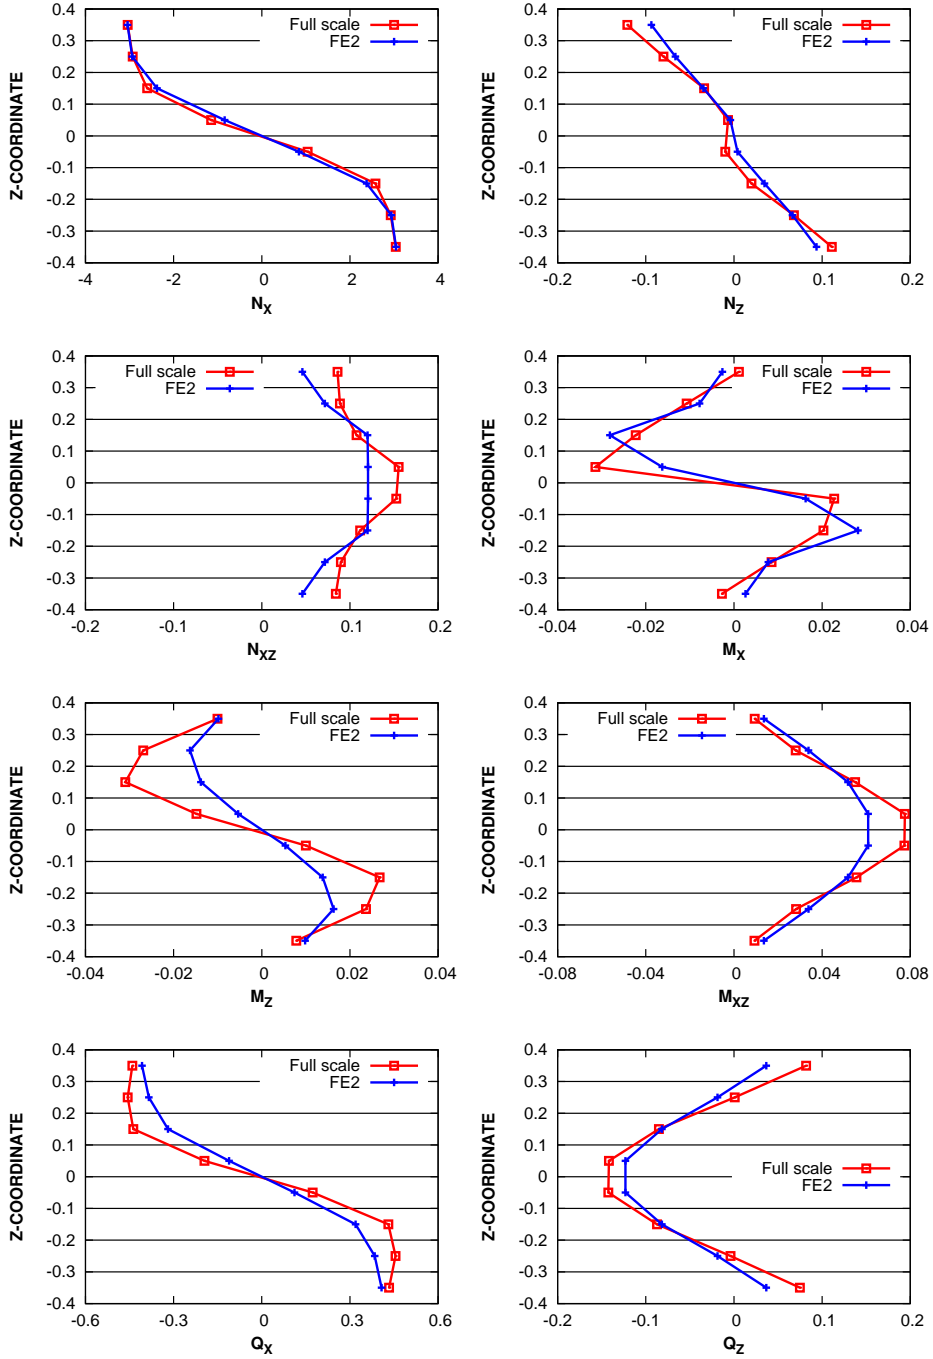 0.4
0.3
0.2
0.1
0
-0.1
-0.2
-0.3
-0.4
Z-COORDINATE
Full scale
FE2
-4 -2 0 2 4
N_X
0.4
0.3
0.2
0.1
0
-0.1
-0.2
-0.3
-0.4
Z-COORDINATE
Full scale
FE2
-0.2 -0.1 0 0.1 0.2
N_Z
0.4
0.3
0.2
0.1
0
-0.1
-0.2
-0.3
-0.4
Z-COORDINATE
Full scale
FE2
-0.2 -0.1 0 0.1 0.2
N_XZ
0.4
0.3
0.2
0.1
0
-0.1
-0.2
-0.3
-0.4
Z-COORDINATE
Full scale
FE2
-0.04 -0.02 0 0.02 0.04
M_X
0.4
0.3
0.2
0.1
0
-0.1
-0.2
-0.3
-0.4
Z-COORDINATE
Full scale
FE2
-0.04 -0.02 0 0.02 0.04
M_Z
0.4
0.3
0.2
0.1
0
-0.1
-0.2
-0.3
-0.4
Z-COORDINATE
Full scale
FE2
-0.08 -0.04 0 0.04 0.08
M_XZ
0.4
0.3
0.2
0.1
0
-0.1
-0.2
-0.3
-0.4
Z-COORDINATE
Full scale
FE2
-0.6 -0.3 0 0.3 0.6
Q_X
0.4
0.3
0.2
0.1
0
-0.1
-0.2
-0.3
-0.4
Z-COORDINATE
Full scale
FE2
-0.2 -0.1 0 0.1 0.2
Q_Z